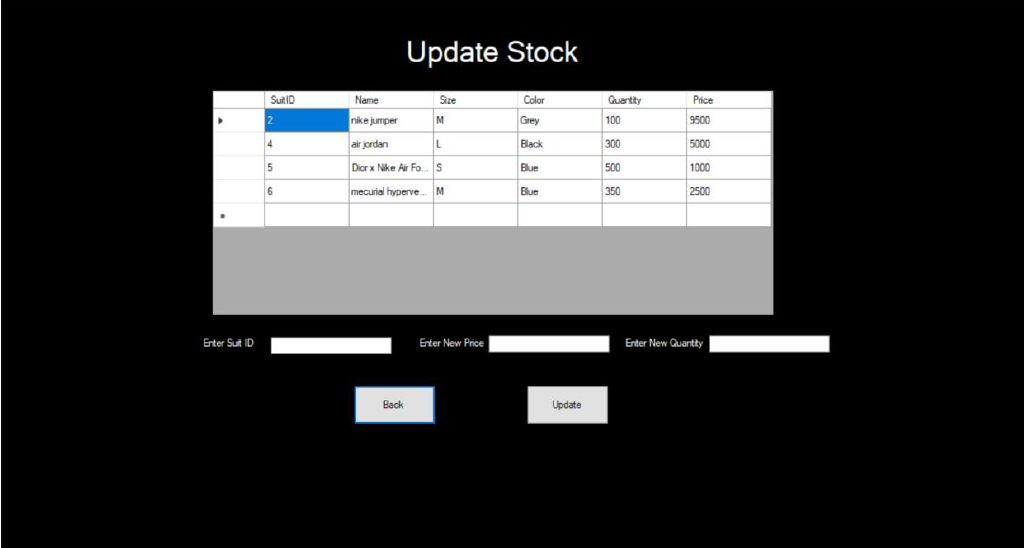 Update Stock
SuitID Name Size Color Quantity Price
2 nike jumper M Grey 100 9500
4 air jordan L Black 300 5000
5 Dior x Nike Air Fo... S Blue 500 1000
6 mecurial hyperve... M Blue 350 2500
Enter Suit ID Enter New Price Enter New Quantity
Back Update